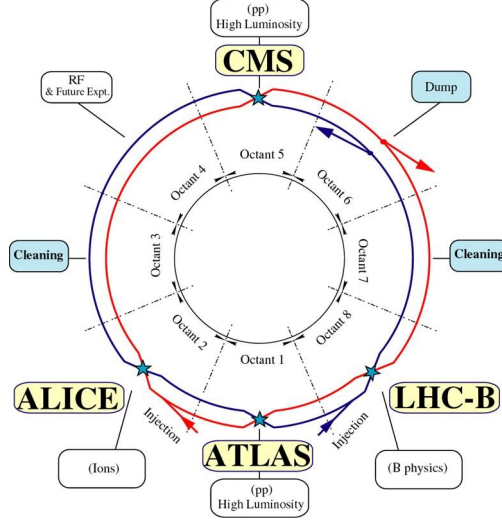 (pp)
High Luminosity
CMS
RF
& Future Expt.
Dump
Octant 5
Octant 4
Octant 6
Cleaning
Octant 3
Octant 7
Cleaning
Octant 2
Octant 8
Octant 1
ALICE
LHC-B
Injection
Injection
ATLAS
(Ions)
(B physics)
(pp)
High Luminosity